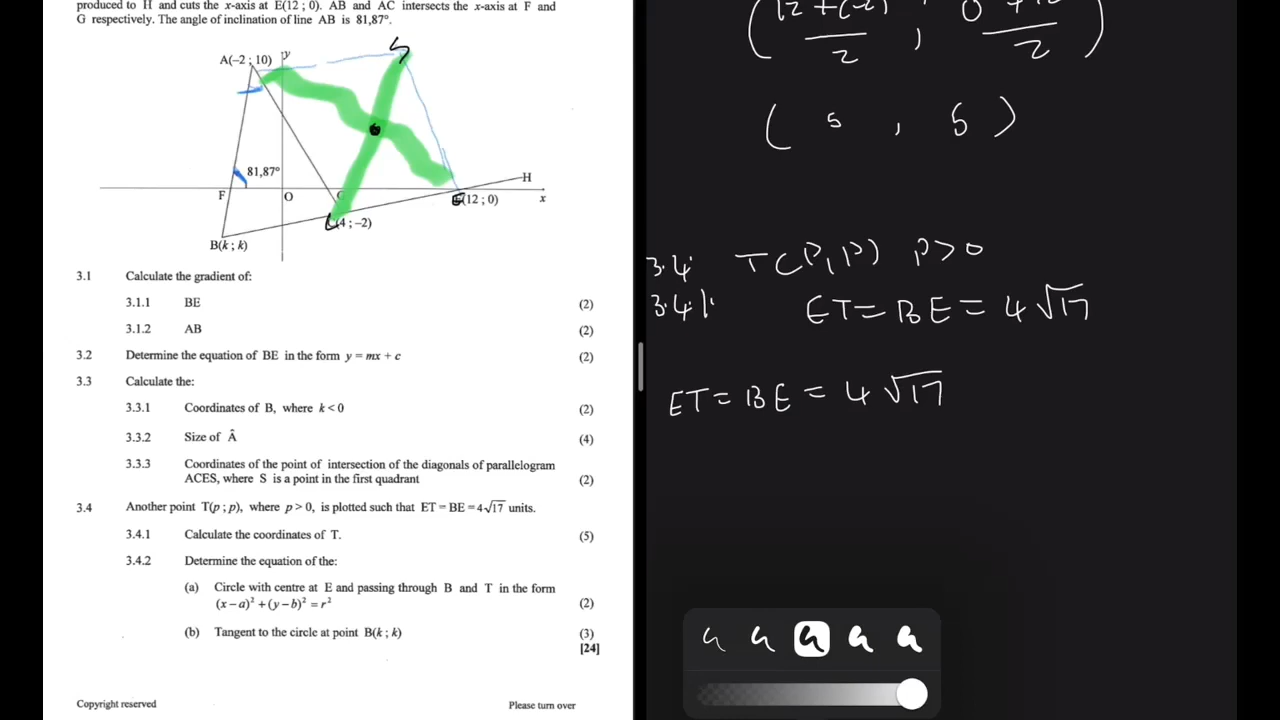 produced to H and cuts the x-axis at E(12 ; 0). AB and AC intersects the x-axis at F and
G respectively. The angle of inclination of line AB is 81,87°.
S
A(−2 ; 10)
y
81,87°
F
O
H
E(12 ; 0)
x
(4 ; −2)
B(k ; k)
3.1 Calculate the gradient of:
3.1.1 BE (2)
3.1.2 AB (2)
3.2 Determine the equation of BE in the form y = mx + c (2)
3.3 Calculate the:
3.3.1 Coordinates of B, where k < 0 (2)
3.3.2 Size of Â (4)
3.3.3 Coordinates of the point of intersection of the diagonals of parallelogram
ACES, where S is a point in the first quadrant (2)
3.4 Another point T(p ; p), where p > 0, is plotted such that ET = BE = 4√17 units.
3.4.1 Calculate the coordinates of T. (5)
3.4.2 Determine the equation of the:
(a) Circle with centre at E and passing through B and T in the form
(x − a)² + (y − b)² = r² (2)
(b) Tangent to the circle at point B(k ; k) (3)
[24]
Copyright reserved
Please turn over
2 , 2
( 5 , 5 )
3.4. T(P,P) P>0
3.4.1. ET = BE = 4√17
ET = BE = 4√17